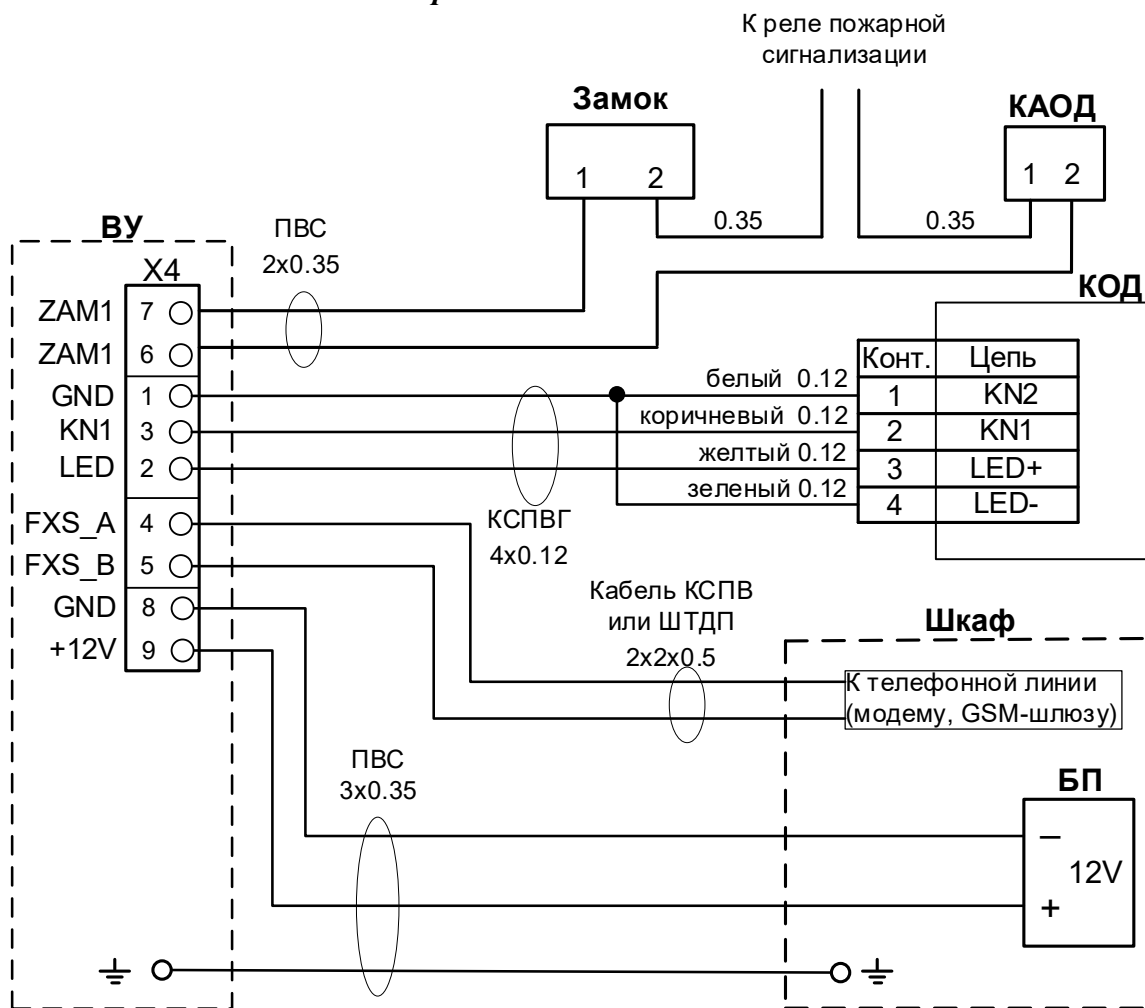 К реле пожарной
сигнализации
Замок
1 2
КАОД
1 2
0.35
0.35
ВУ
ПВС
2x0.35
X4
ZAM1 7
ZAM1 6
GND 1
KN1 3
LED 2
FXS_A 4
FXS_B 5
GND 8
+12V 9
КОД
Конт. Цепь
белый 0.12 1 KN2
коричневый 0.12 2 KN1
желтый 0.12 3 LED+
зеленый 0.12 4 LED-
КСПВГ
4x0.12
Кабель КСПВ
или ШТДП
2x2x0.5
Шкаф
К телефонной линии
(модему, GSM-шлюзу)
ПВС
3x0.35
БП
–
12V
+